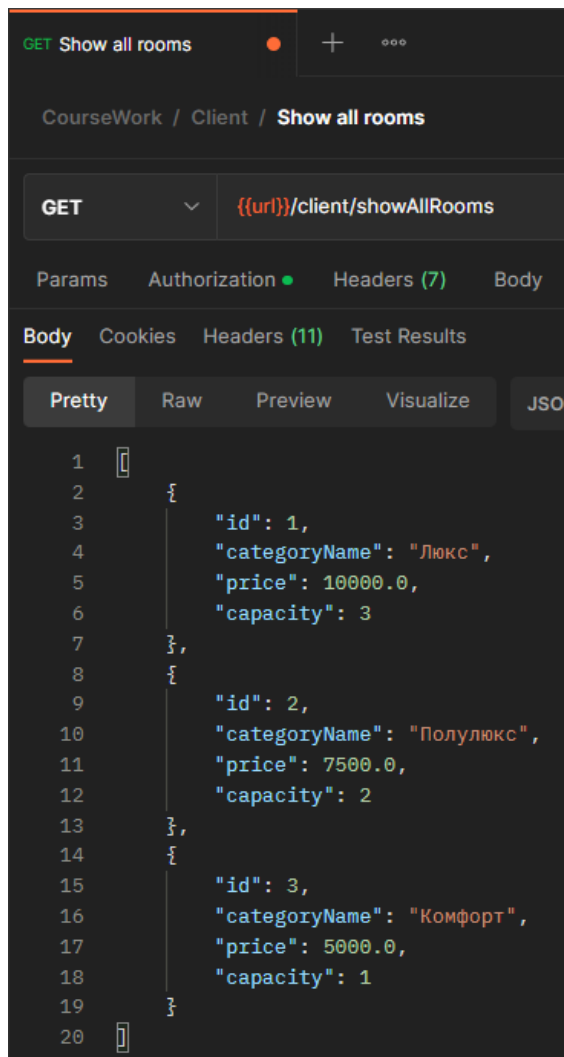 GET Show all rooms
CourseWork / Client / Show all rooms
GET {{url}}/client/showAllRooms
Params Authorization Headers (7) Body
Body Cookies Headers (11) Test Results
Pretty Raw Preview Visualize JSO
1 [
2 {
3 "id": 1,
4 "categoryName": "Люкс",
5 "price": 10000.0,
6 "capacity": 3
7 },
8 {
9 "id": 2,
10 "categoryName": "Полулюкс",
11 "price": 7500.0,
12 "capacity": 2
13 },
14 {
15 "id": 3,
16 "categoryName": "Комфорт",
17 "price": 5000.0,
18 "capacity": 1
19 }
20 ]